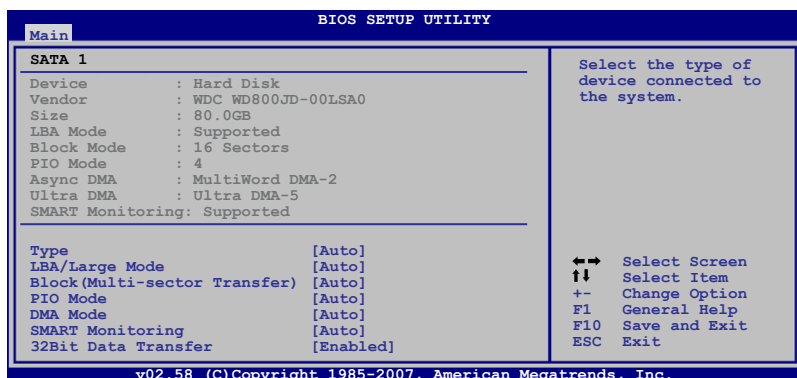 BIOS SETUP UTILITY
Main
SATA 1
Device : Hard Disk
Vendor : WDC WD800JD-00LSA0
Size : 80.0GB
LBA Mode : Supported
Block Mode : 16 Sectors
PIO Mode : 4
Async DMA : MultiWord DMA-2
Ultra DMA : Ultra DMA-5
SMART Monitoring: Supported
Type [Auto]
LBA/Large Mode [Auto]
Block(Multi-sector Transfer) [Auto]
PIO Mode [Auto]
DMA Mode [Auto]
SMART Monitoring [Auto]
32Bit Data Transfer [Enabled]
Select the type of
device connected to
the system.
←→ Select Screen
↑↓ Select Item
+- Change Option
F1 General Help
F10 Save and Exit
ESC Exit
v02.58 (C)Copyright 1985-2007, American Megatrends, Inc.